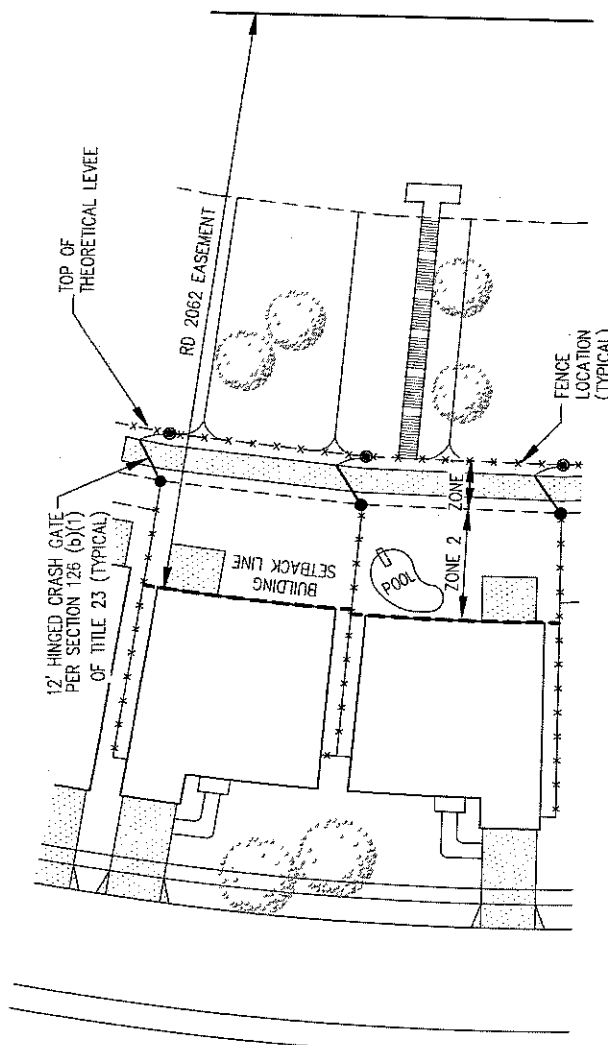 TOP OF
THEORETICAL LEVEE
RD 2062 EASEMENT
12' HINGED CRASH GATE
PER SECTION 126 (b)(1)
OF TITLE 23 (TYPICAL)
BUILDING
SETBACK LINE
POOL
ZONE 2
ZONE
FENCE
LOCATION
(TYPICAL)